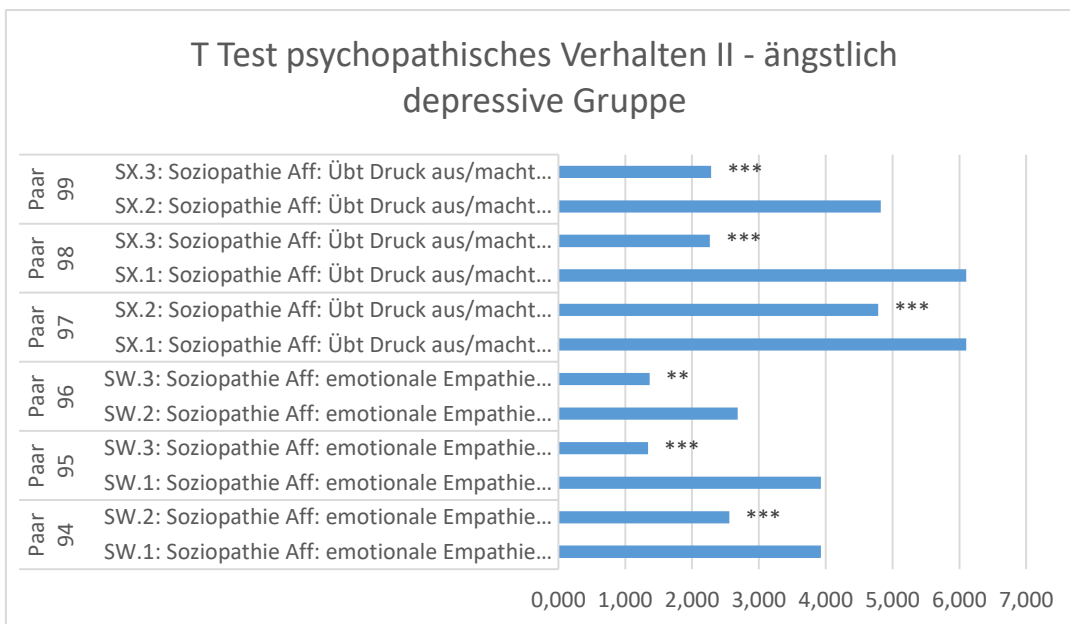 T Test psychopathisches Verhalten II - ängstlich
depressive Gruppe
Paar
99
SX.3: Soziopathie Aff: Übt Druck aus/macht...
***
SX.2: Soziopathie Aff: Übt Druck aus/macht...
Paar
98
SX.3: Soziopathie Aff: Übt Druck aus/macht...
***
SX.1: Soziopathie Aff: Übt Druck aus/macht...
Paar
97
SX.2: Soziopathie Aff: Übt Druck aus/macht...
***
SX.1: Soziopathie Aff: Übt Druck aus/macht...
Paar
96
SW.3: Soziopathie Aff: emotionale Empathie...
**
SW.2: Soziopathie Aff: emotionale Empathie...
Paar
95
SW.3: Soziopathie Aff: emotionale Empathie...
***
SW.1: Soziopathie Aff: emotionale Empathie...
Paar
94
SW.2: Soziopathie Aff: emotionale Empathie...
***
SW.1: Soziopathie Aff: emotionale Empathie...
0,000 1,000 2,000 3,000 4,000 5,000 6,000 7,000